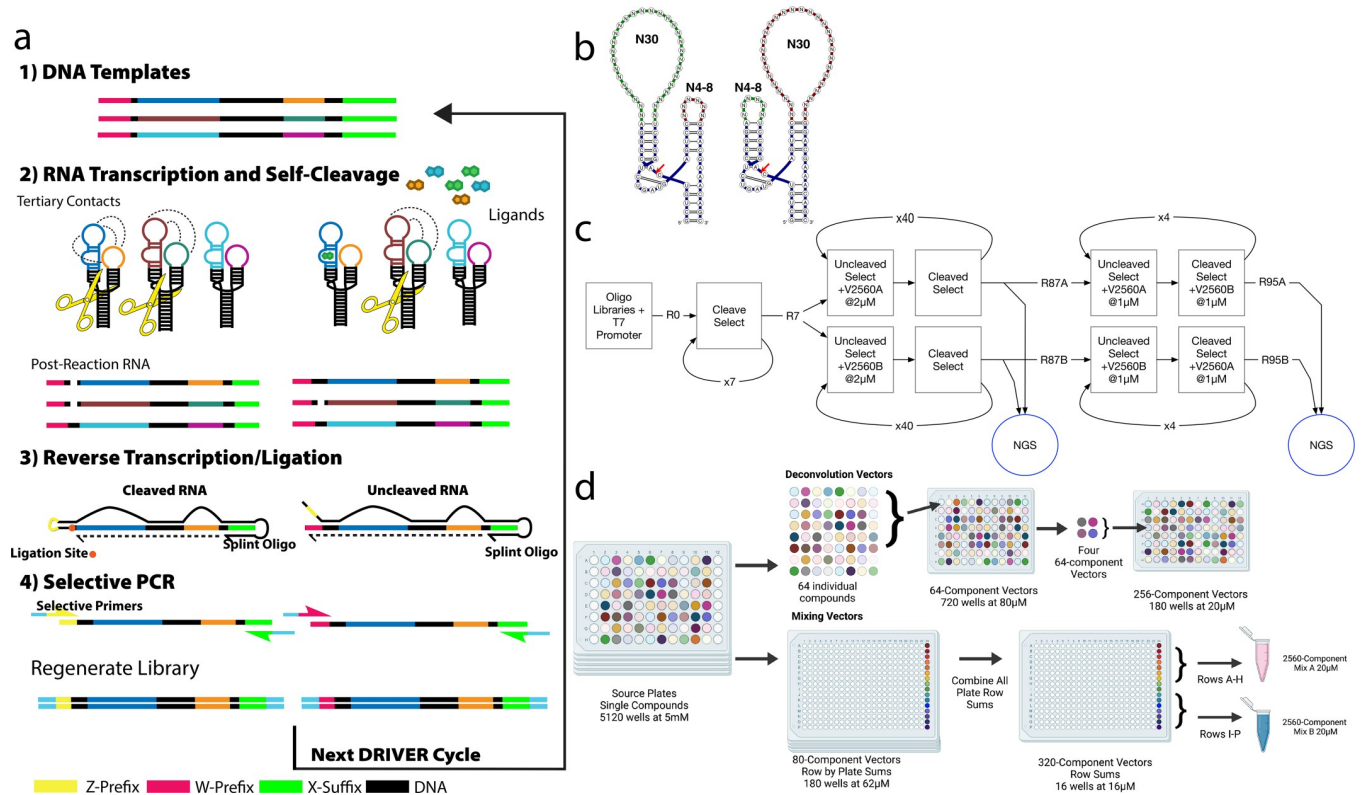 a
1) DNA Templates
2) RNA Transcription and Self-Cleavage
Tertiary Contacts
Ligands
Post-Reaction RNA
3) Reverse Transcription/Ligation
Cleaved RNA
Uncleaved RNA
Ligation Site
Splint Oligo
Splint Oligo
4) Selective PCR
Selective Primers
Regenerate Library
Next DRIVER Cycle
Z-Prefix
W-Prefix
X-Suffix
DNA
b
N30
N4-8
N4-8
N30
5'
3'
5'
3'
c
Oligo
Libraries +
T7
Promoter
R0
Cleave
Select
x7
R7
x40
Uncleaved
Select
+V2560A
@2µM
Cleaved
Select
R87A
Uncleaved
Select
+V2560B
@2µM
Cleaved
Select
R87B
x40
NGS
x4
Uncleaved
Select
+V2560A
@1µM
Cleaved
Select
+V2560B
@1µM
R95A
Uncleaved
Select
+V2560B
@1µM
Cleaved
Select
+V2560A
@1µM
R95B
x4
NGS
d
Source Plates
Single Compounds
5120 wells at 5mM
Deconvolution Vectors
64 individual
compounds
64-Component Vectors
720 wells at 80µM
Four
64-component
Vectors
256-Component Vectors
180 wells at 20µM
Mixing Vectors
80-Component Vectors
Row by Plate Sums
180 wells at 62µM
Combine All
Plate Row
Sums
320-Component Vectors
Row Sums
16 wells at 16µM
Rows A-H
2560-Component
Mix A 20µM
Rows I-P
2560-Component
Mix B 20µM